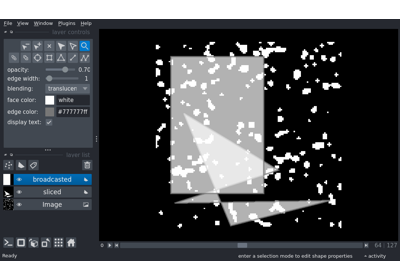 File View Window Plugins Help
layer controls
opacity: 0.70
edge width: 1
blending: translucen
face color: white
edge color: #777777ff
display text:
layer list
broadcasted
sliced
Image
0
64 | 127
Ready
enter a selection mode to edit shape properties
activity